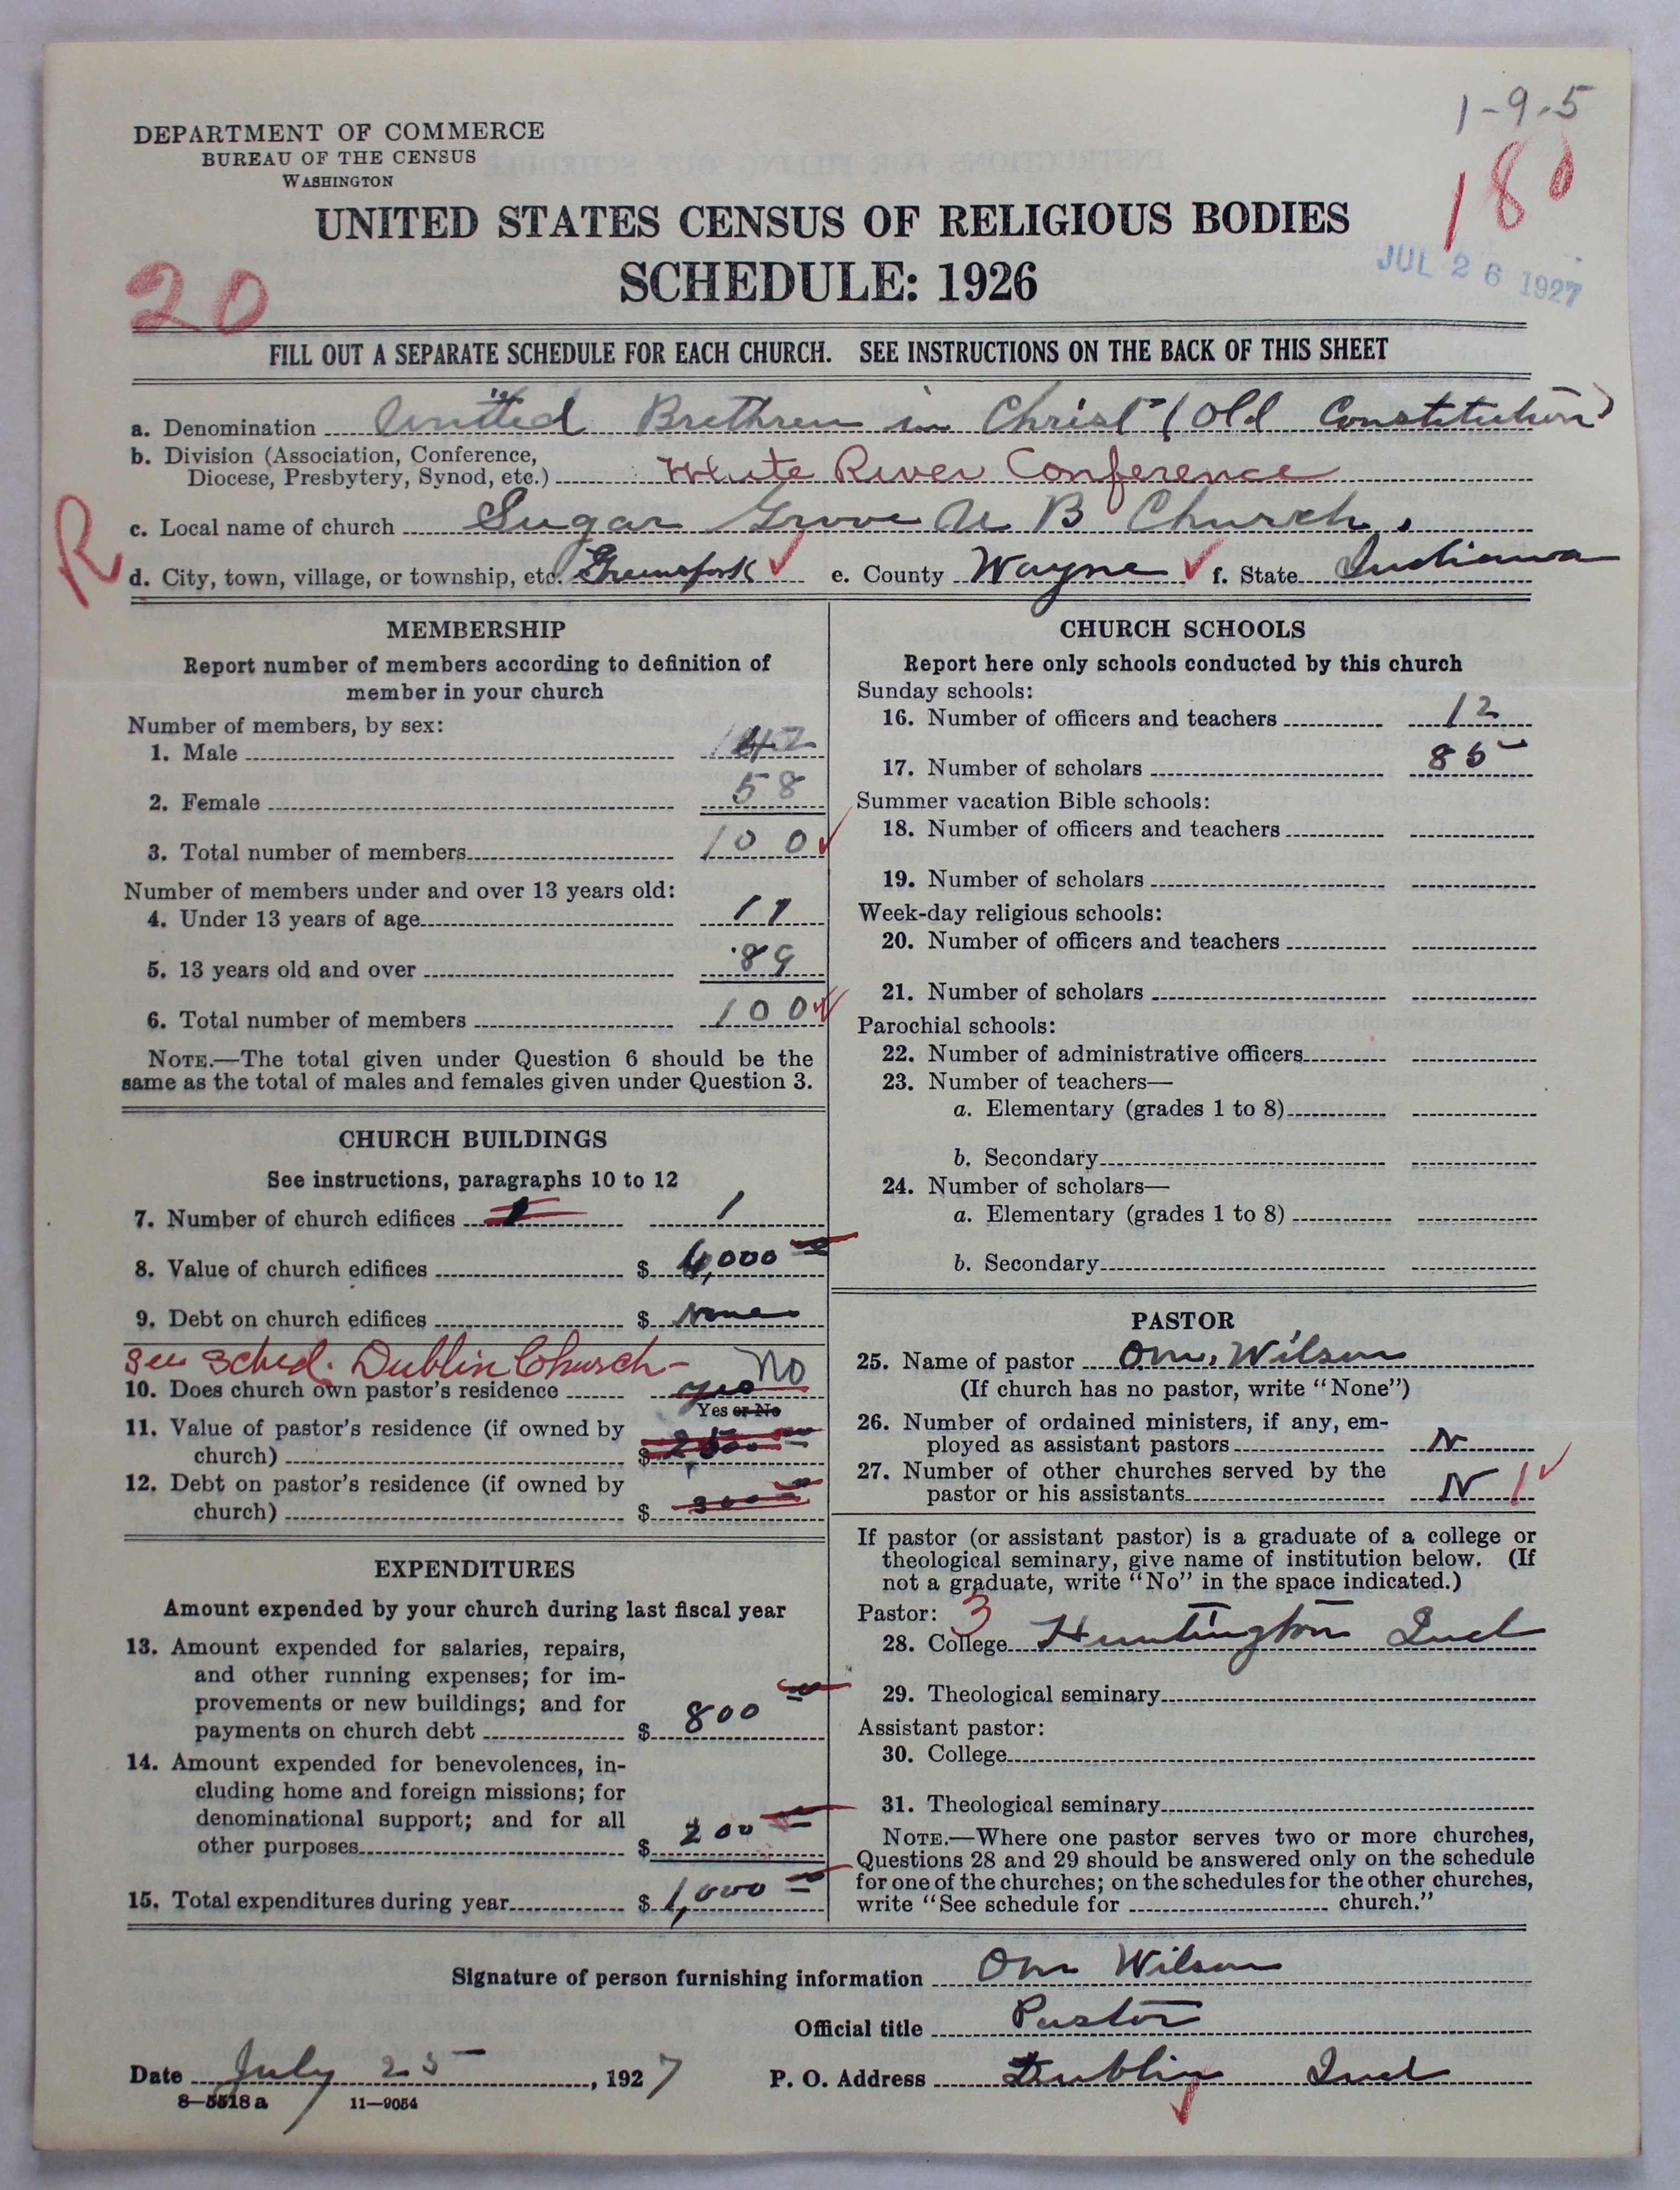 1-9-5
DEPARTMENT OF COMMERCE
BUREAU OF THE CENSUS
WASHINGTON
180
UNITED STATES CENSUS OF RELIGIOUS BODIES
SCHEDULE: 1926
JUL 26 1927
20
FILL OUT A SEPARATE SCHEDULE FOR EACH CHURCH. SEE INSTRUCTIONS ON THE BACK OF THIS SHEET
a. Denomination United Brethren in Christ (Old Constitution)
b. Division (Association, Conference,
Diocese, Presbytery, Synod, etc.) White River Conference
c. Local name of church Sugar Grove U B Church.
R
d. City, town, village, or township, etc. Greensfork e. County Wayne f. State Indiana
MEMBERSHIP
Report number of members according to definition of
member in your church
Number of members, by sex:
1. Male 42
2. Female 58
3. Total number of members 100
Number of members under and over 13 years old:
4. Under 13 years of age 11
5. 13 years old and over 89
6. Total number of members 100
NOTE.—The total given under Question 6 should be the
same as the total of males and females given under Question 3.
CHURCH BUILDINGS
See instructions, paragraphs 10 to 12
7. Number of church edifices 1 1
8. Value of church edifices $ 6,000
9. Debt on church edifices $ None
See Sched. Dublin Church- No
10. Does church own pastor's residence yes
Yes or No
11. Value of pastor's residence (if owned by
church) $ 2500
12. Debt on pastor's residence (if owned by
church) $ 300
EXPENDITURES
Amount expended by your church during last fiscal year
13. Amount expended for salaries, repairs,
and other running expenses; for im-
provements or new buildings; and for
payments on church debt $ 800
14. Amount expended for benevolences, in-
cluding home and foreign missions; for
denominational support; and for all
other purposes $ 200
15. Total expenditures during year $ 1,000
CHURCH SCHOOLS
Report here only schools conducted by this church
Sunday schools:
16. Number of officers and teachers 12
17. Number of scholars 85
Summer vacation Bible schools:
18. Number of officers and teachers
19. Number of scholars
Week-day religious schools:
20. Number of officers and teachers
21. Number of scholars
Parochial schools:
22. Number of administrative officers
23. Number of teachers—
a. Elementary (grades 1 to 8)
b. Secondary
24. Number of scholars—
a. Elementary (grades 1 to 8)
b. Secondary
PASTOR
25. Name of pastor Wilson
(If church has no pastor, write "None")
26. Number of ordained ministers, if any, em-
ployed as assistant pastors N
27. Number of other churches served by the
pastor or his assistants N 1
If pastor (or assistant pastor) is a graduate of a college or
theological seminary, give name of institution below. (If
not a graduate, write "No" in the space indicated.)
Pastor: 3
28. College Huntington Ind
29. Theological seminary
Assistant pastor:
30. College
31. Theological seminary
NOTE.—Where one pastor serves two or more churches,
Questions 28 and 29 should be answered only on the schedule
for one of the churches; on the schedules for the other churches,
write "See schedule for church."
Signature of person furnishing information Wilson
Official title Pastor
Date July 25, 1927 P. O. Address Dublin Ind
8—5518 a 11—9054